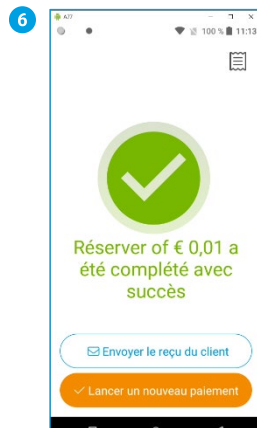 6
A77
100 % 11:13
Réserver of € 0,01 a
été complété avec
succès
Envoyer le reçu du client
Lancer un nouveau paiement